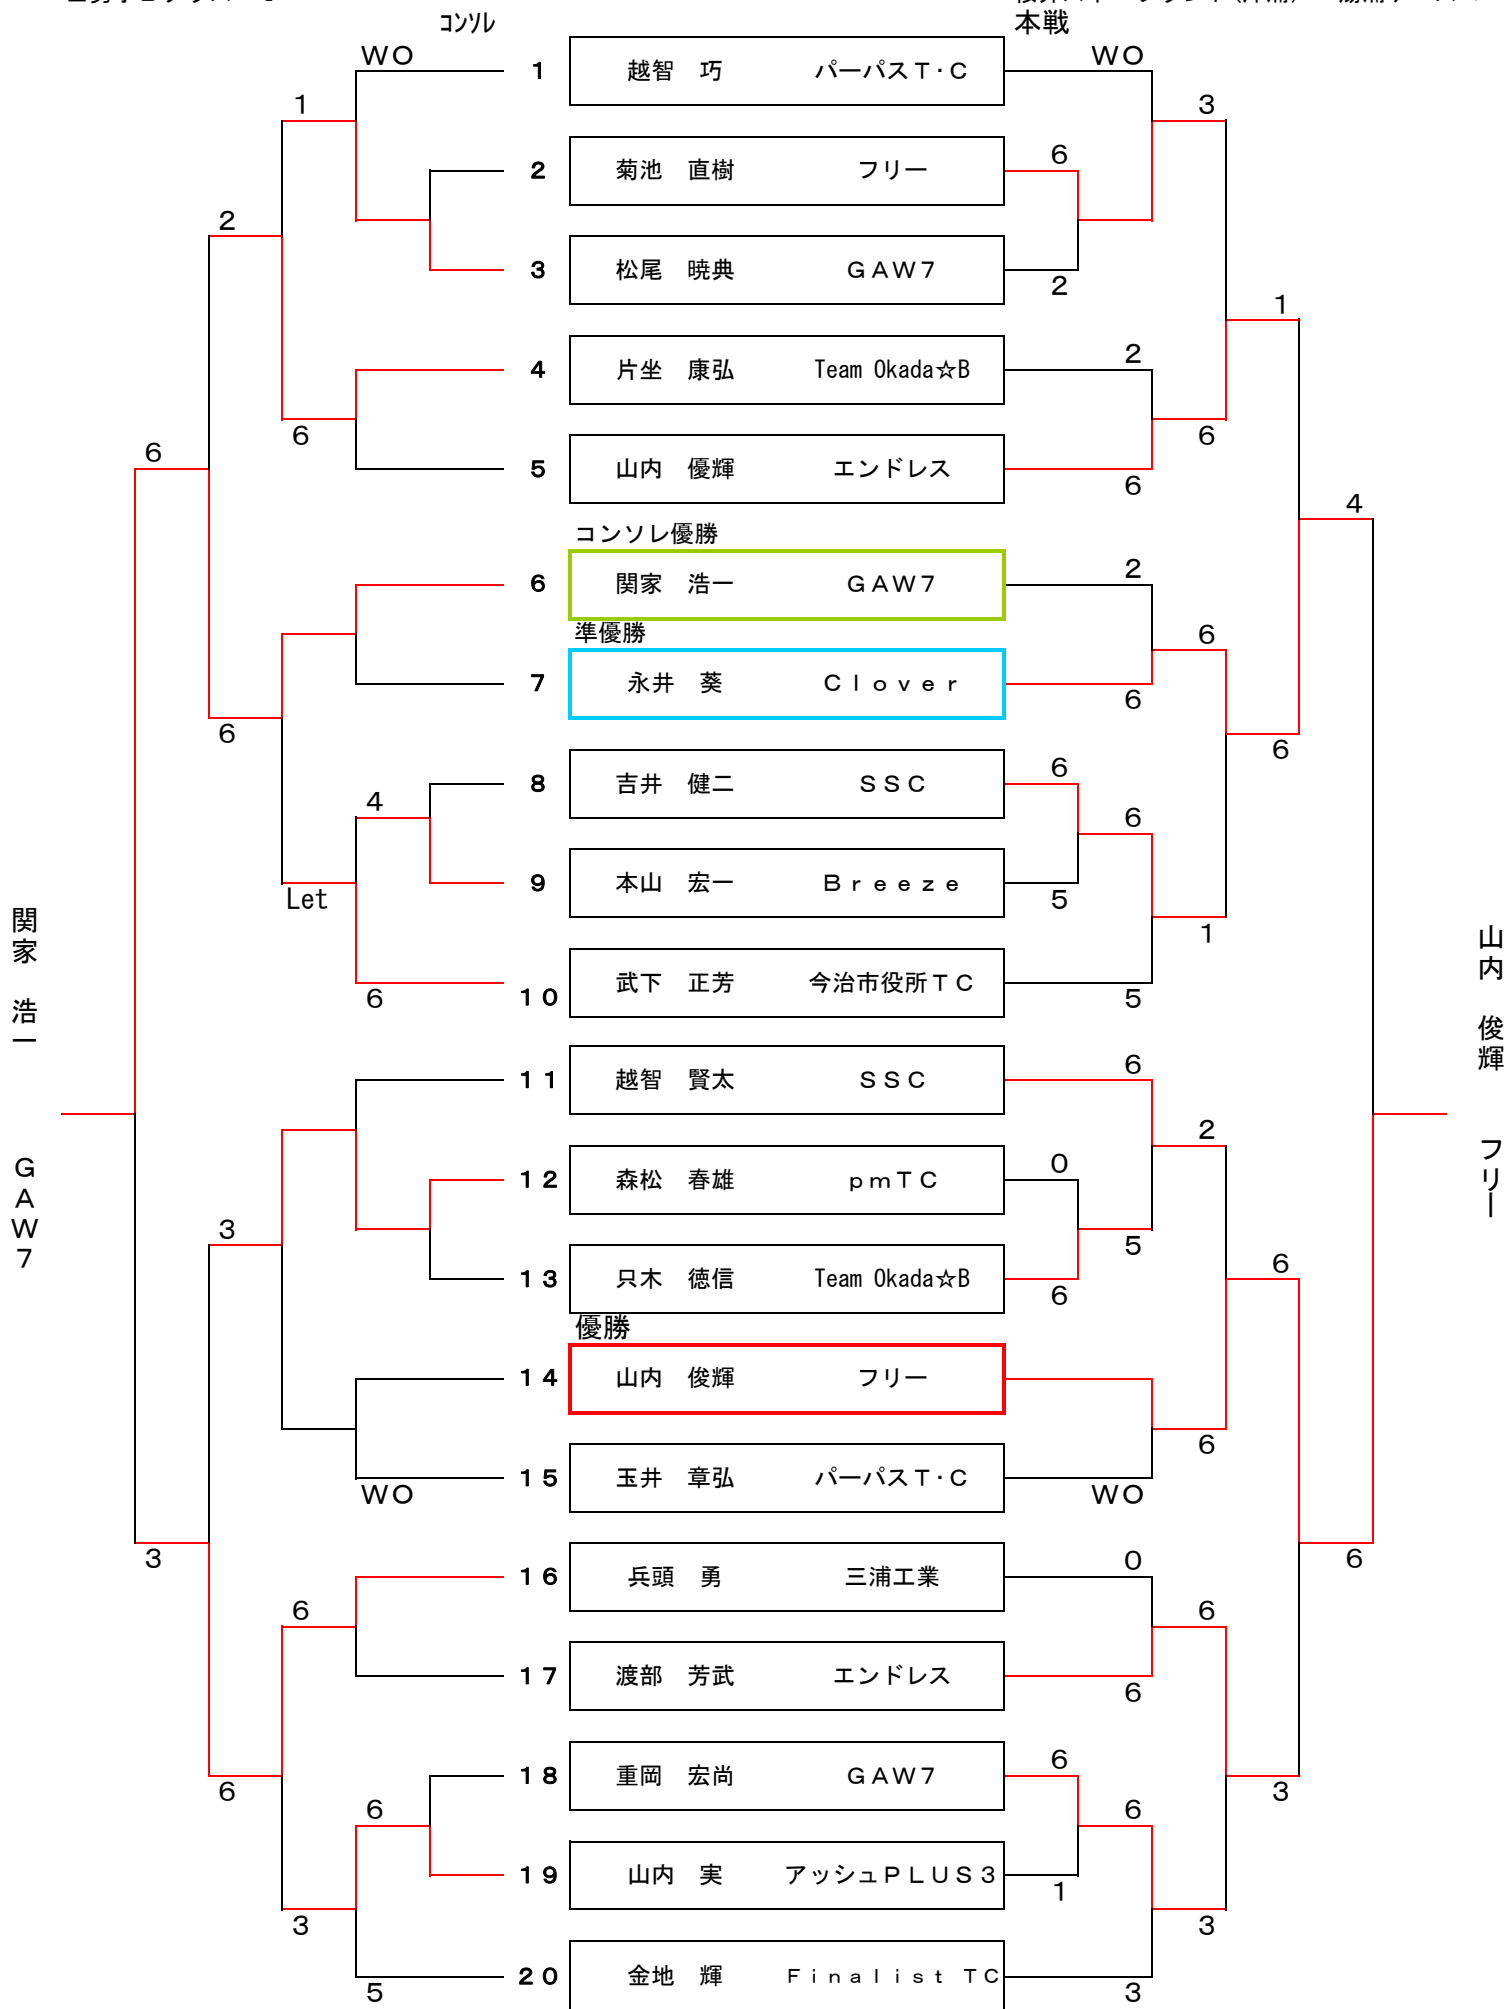 コンソレ 本戦
WO 1 越智 巧 パーパスT・C WO
1 3
2 菊池 直樹 フリー 6
2
3 松尾 暁典 GAW7 2
1
4 片坐 康弘 Team Okada☆B 2
6 6
6 5 山内 優輝 エンドレス 6
4
コンソレ優勝
6 関家 浩一 GAW7 2
準優勝 6
7 永井 葵 Clover 6
6 6
8 吉井 健二 SSC 6
4 6
9 本山 宏一 Breeze 5
Let 1
6 10 武下 正芳 今治市役所TC 5
関家 浩一 GAW7
山内 俊輝 フリー
11 越智 賢太 SSC 6
2
12 森松 春雄 pmTC 0
3 5
13 只木 徳信 Team Okada☆B 6
6
優勝
14 山内 俊輝 フリー
6
WO 15 玉井 章弘 パーパスT・C WO
3 6
16 兵頭 勇 三浦工業 0
6 6
17 渡部 芳武 エンドレス 6
18 重岡 宏尚 GAW7 6
6 3
6 6
19 山内 実 アッシュPLUS3 1
3 3
5 20 金地 輝 Finalist TC 3